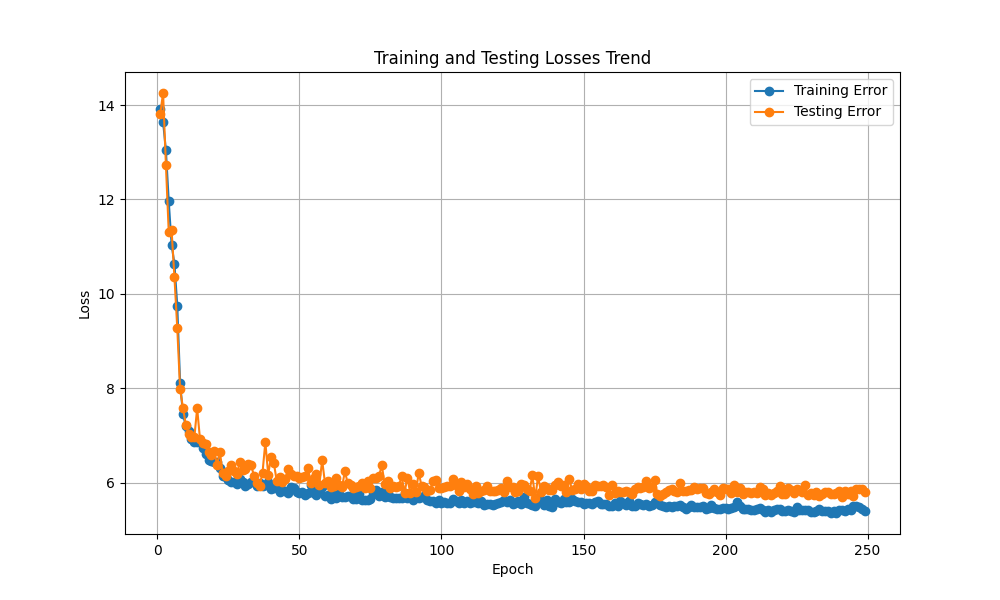 Training and Testing Losses Trend
Training Error
Testing Error
14
12
10
8
6
Loss
0
50
100
150
200
250
Epoch